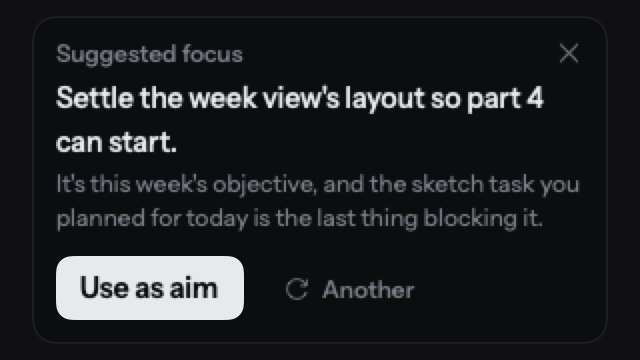 Suggested focus
Settle the week view's layout so part 4
can start.
It's this week's objective, and the sketch task you
planned for today is the last thing blocking it.
Use as aim
Another